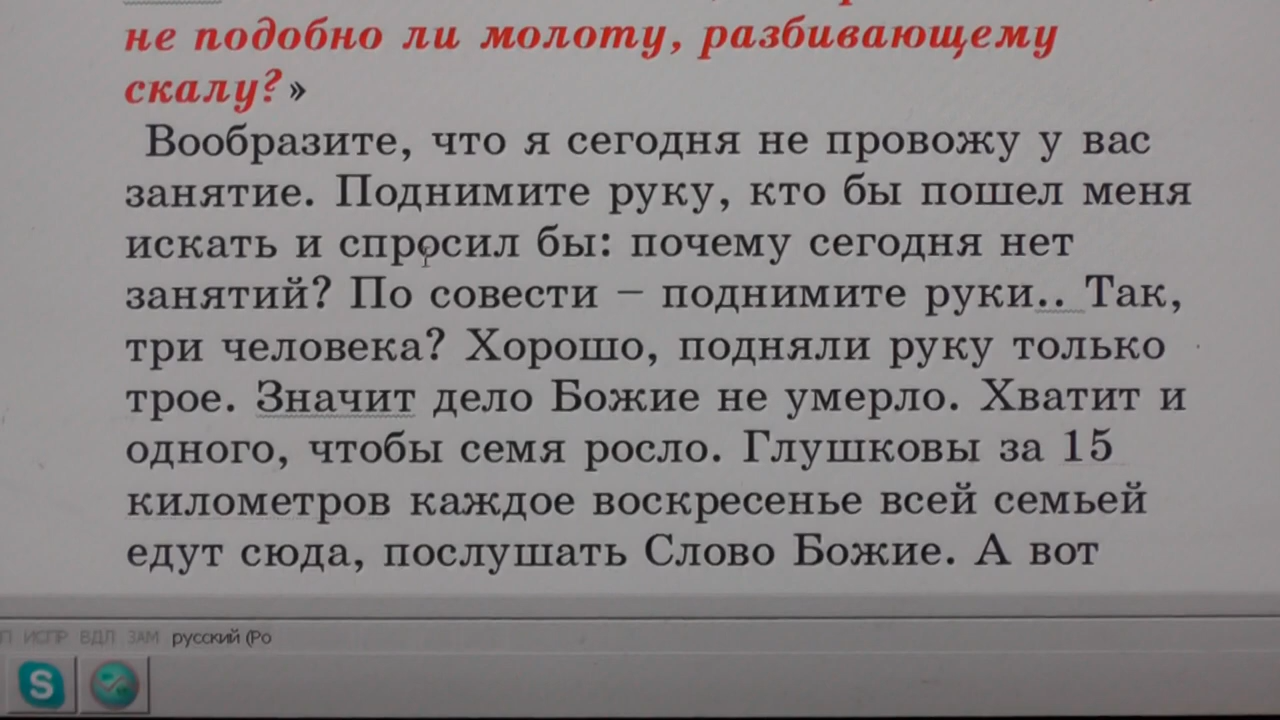 не подобно ли молоту, разбивающему
скалу?»
Вообразите, что я сегодня не провожу у вас
занятие. Поднимите руку, кто бы пошел меня
искать и спросил бы: почему сегодня нет
занятий? По совести – поднимите руки.. Так,
три человека? Хорошо, подняли руку только
трое. Значит дело Божие не умерло. Хватит и
одного, чтобы семя росло. Глушковы за 15
километров каждое воскресенье всей семьей
едут сюда, послушать Слово Божие. А вот
ИСПР ВДЛ ЗАМ русский (Ро
S